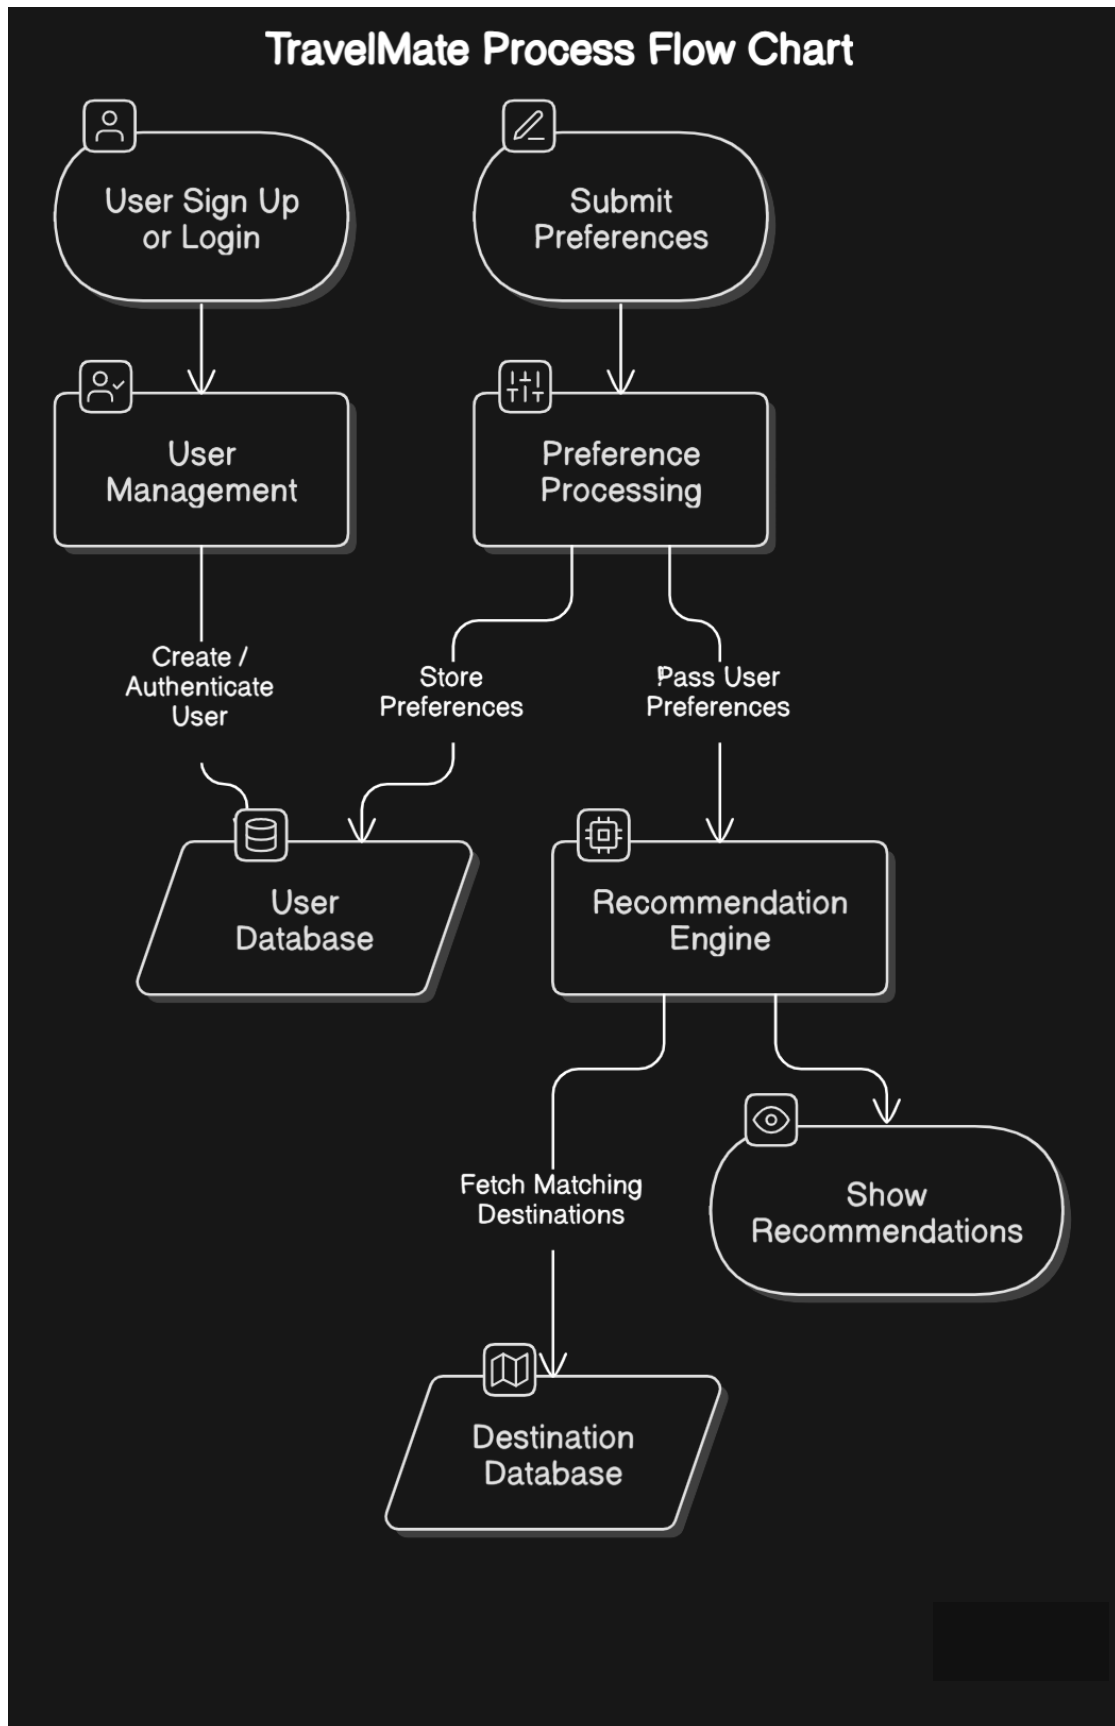 TravelMate Process Flow Chart
User Sign Up
or Login
Submit
Preferences
User
Management
Preference
Processing
Create /
Authenticate
User
Store
Preferences
Pass User
Preferences
User
Database
Recommendation
Engine
Fetch Matching
Destinations
Show
Recommendations
Destination
Database